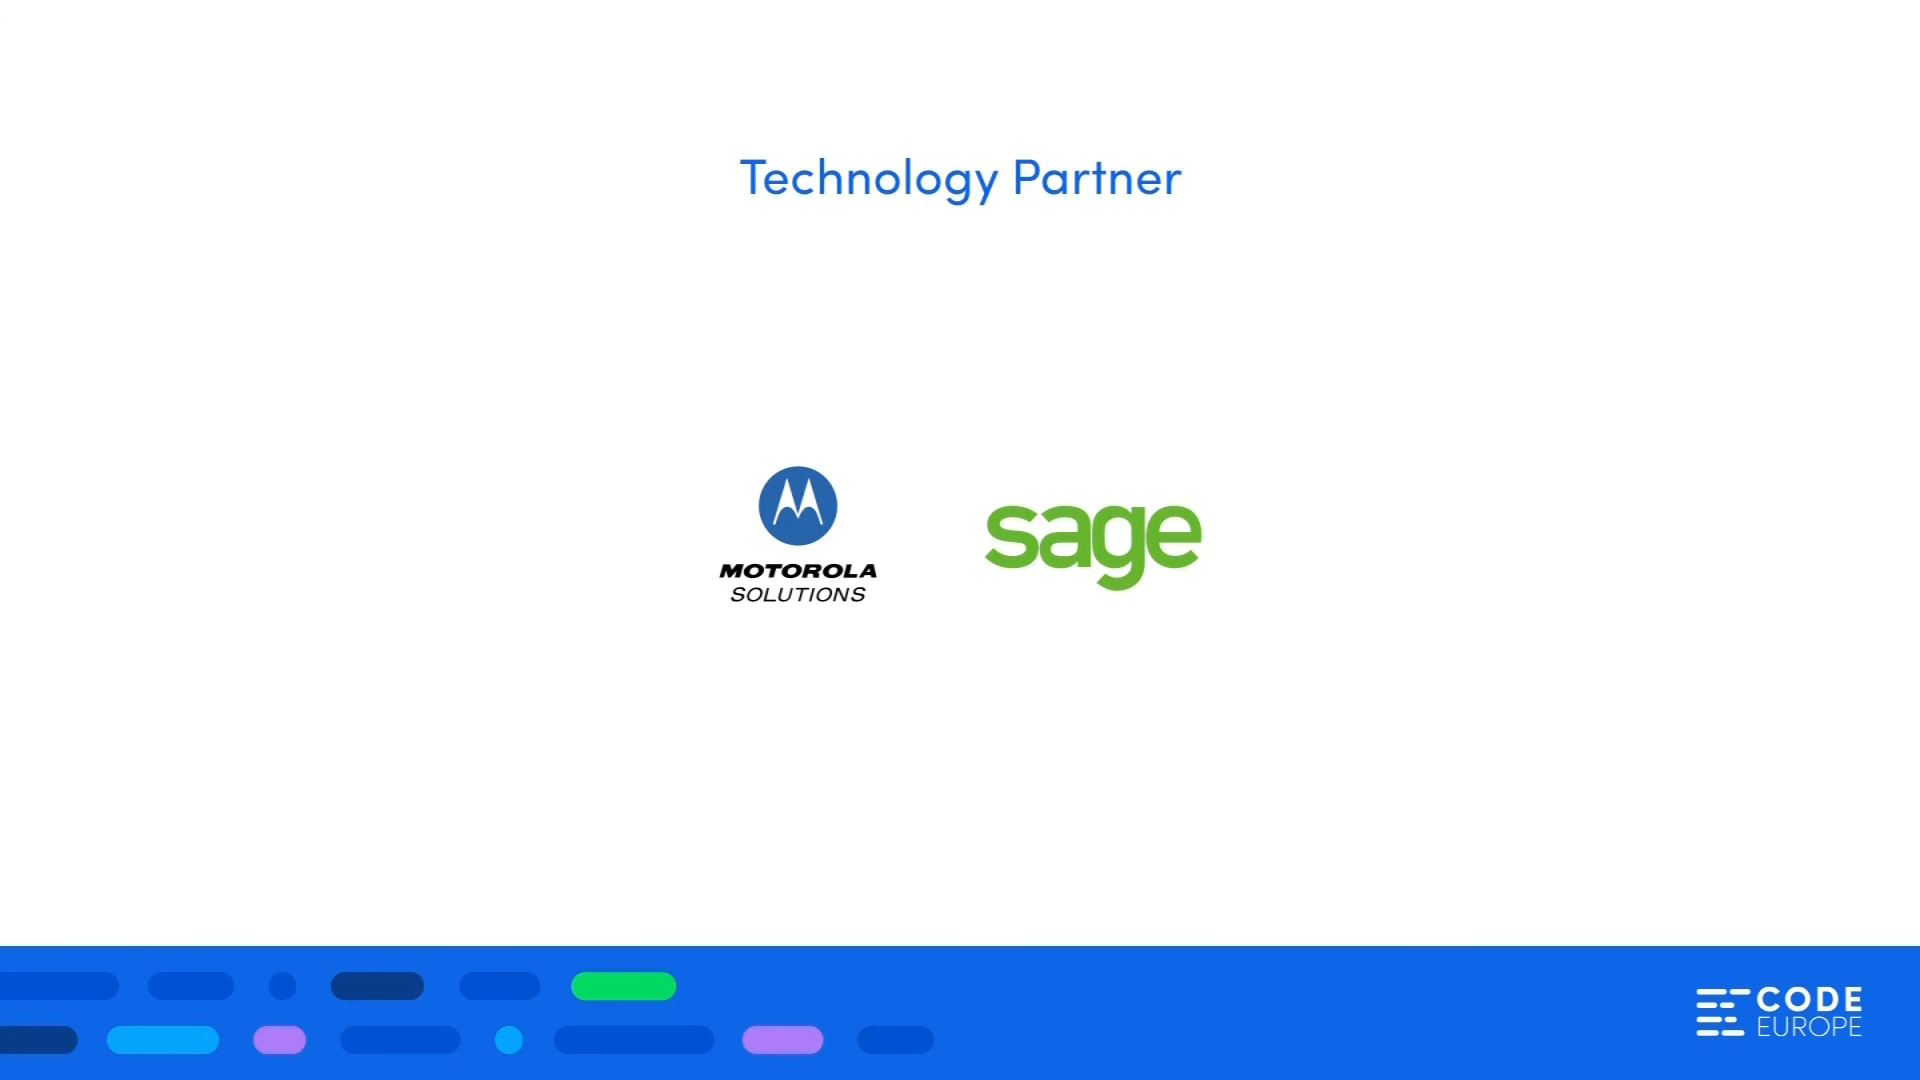 Technology Partner
MOTOROLA
SOLUTIONS
sage
CODE
EUROPE